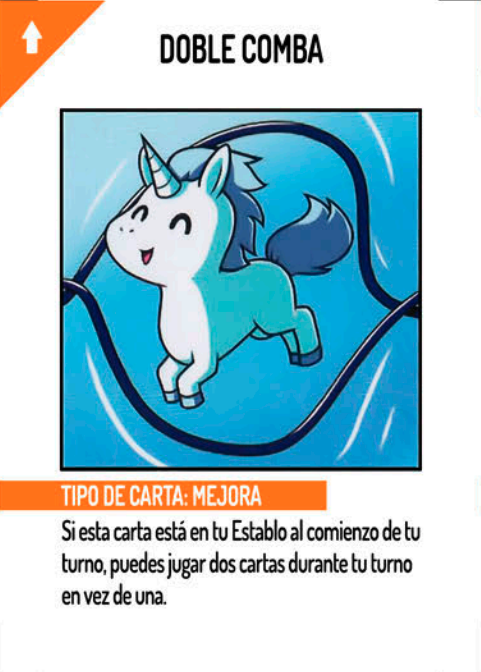 DOBLE COMBA
TIPO DE CARTA: MEJORA
Si esta carta está en tu Establo al comienzo de tu
turno, puedes jugar dos cartas durante tu turno
en vez de una.